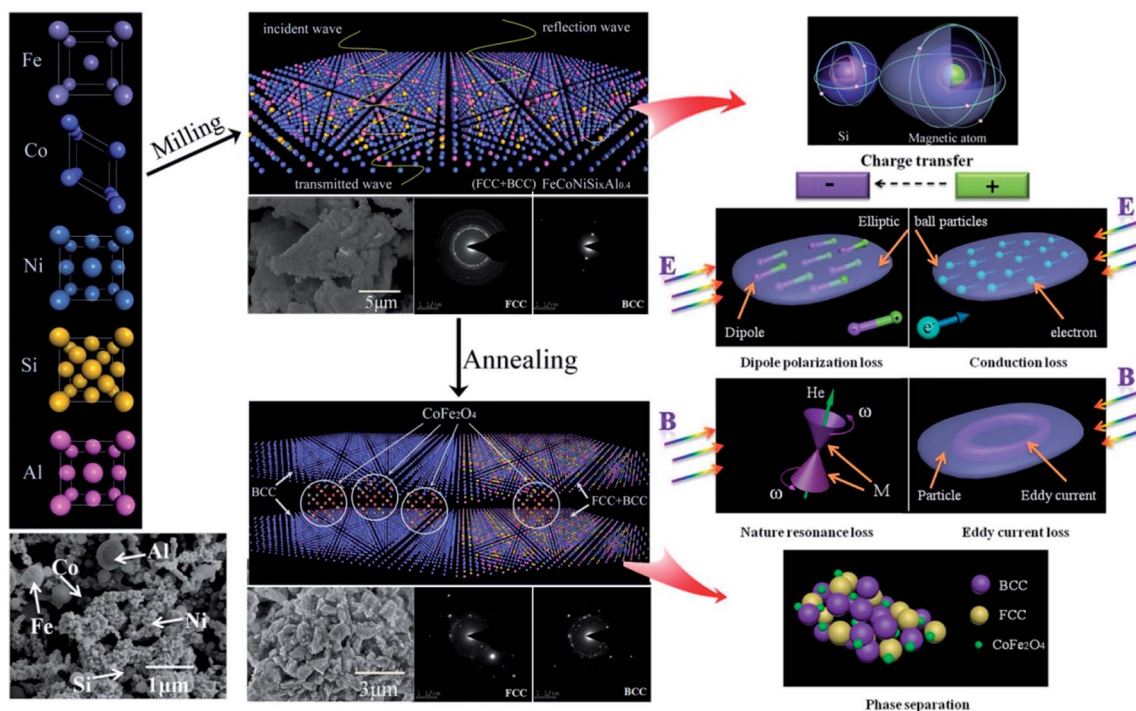 Fe
Co
Ni
Si
Al
Al
Co
Fe
Ni
Si
1μm
Milling
incident wave
reflection wave
transmitted wave
(FCC+BCC) FeCoNiSixAl0.4
5μm
FCC
BCC
Annealing
CoFe2O4
BCC
FCC+BCC
3μm
FCC
BCC
Si
Magnetic atom
Charge transfer
-
+
Elliptic ball particles
E
E
Dipole
e-
electron
Dipole polarization loss
Conduction loss
B
B
He
ω
ω
M
Particle
Eddy current
Nature resonance loss
Eddy current loss
BCC
FCC
CoFe2O4
Phase separation